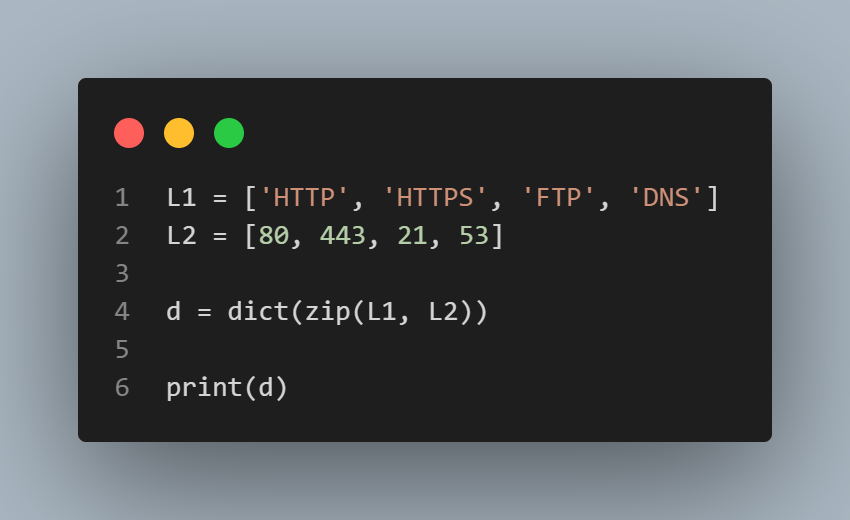 1 L1 = ['HTTP', 'HTTPS', 'FTP', 'DNS']
2 L2 = [80, 443, 21, 53]
3
4 d = dict(zip(L1, L2))
5
6 print(d)